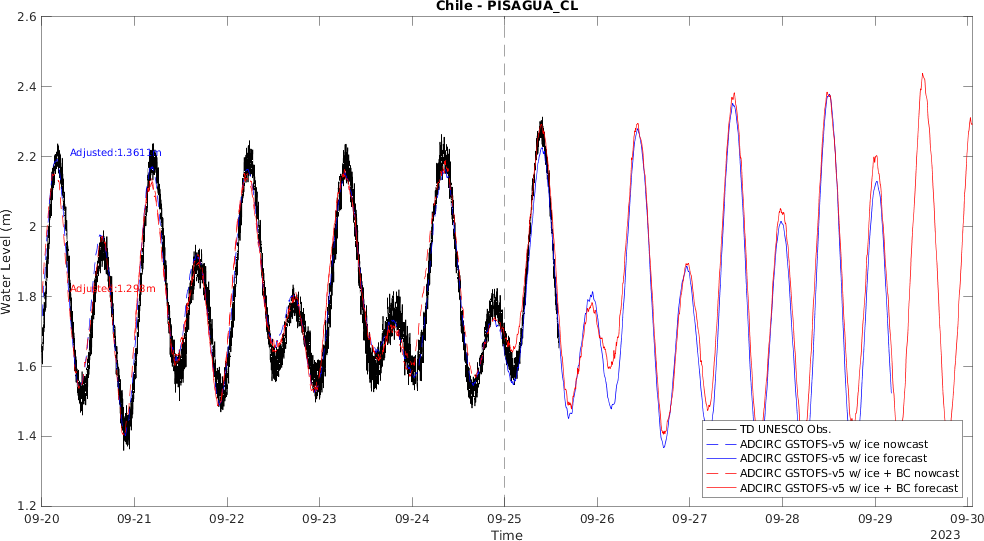 Chile - PISAGUA_CL
2.6
2.4
2.2
2
1.8
1.6
1.4
1.2
Water Level (m)
Adjusted:1.3611m
Adjusted:1.293m
TD UNESCO Obs.
ADCIRC GSTOFS-v5 w/ ice nowcast
ADCIRC GSTOFS-v5 w/ ice forecast
ADCIRC GSTOFS-v5 w/ ice + BC nowcast
ADCIRC GSTOFS-v5 w/ ice + BC forecast
09-20 09-21 09-22 09-23 09-24 09-25 09-26 09-27 09-28 09-29 09-30
Time
2023